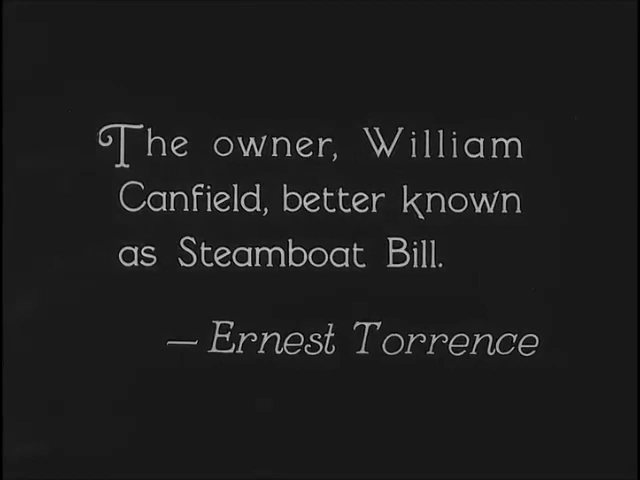 The owner, William
Canfield, better known
as Steamboat Bill.
— Ernest Torrence